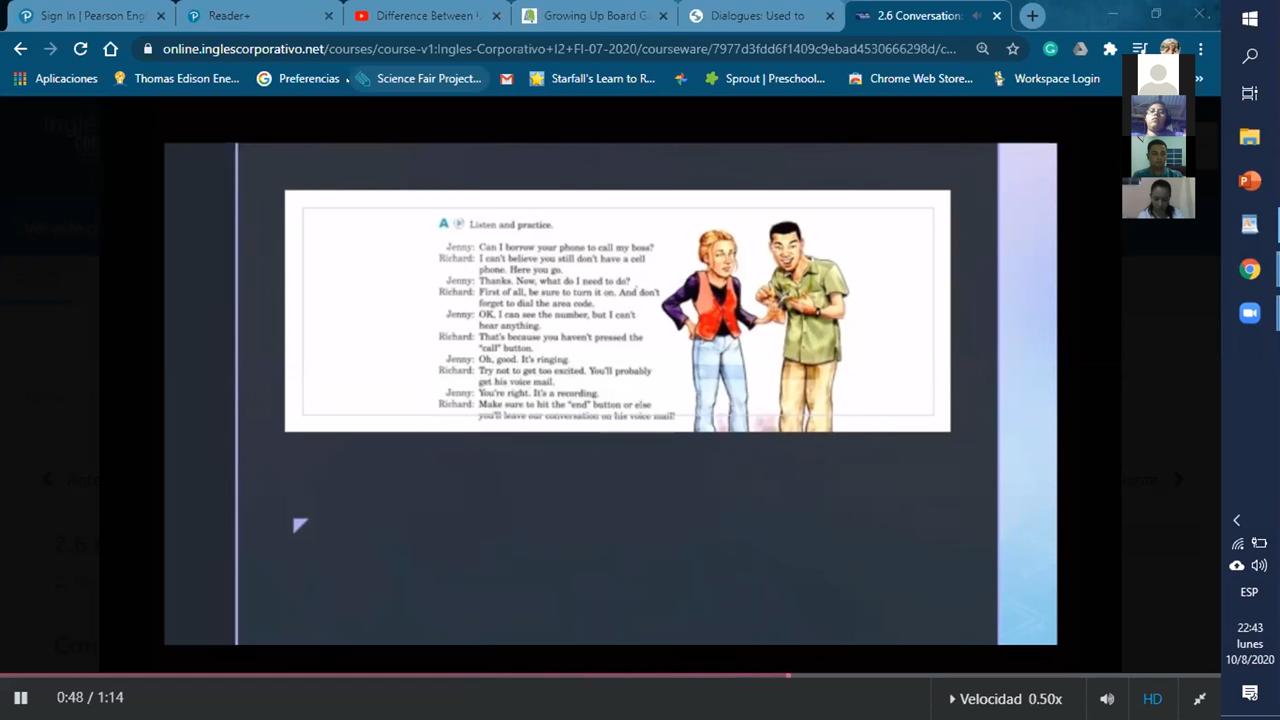 Sign In | Pearson Eng
Reader+
Difference Between
Growing Up Board G
Dialogues: Used to
2.6 Conversation:
online.inglescorporativo.net/courses/course-v1:Ingles-Corporativo+I2+FI-07-2020/courseware/7977d3fdd6f1409c9ebad4530666298d/c...
Aplicaciones
Thomas Edison Ene...
Preferencias
Science Fair Project...
Starfall's Learn to R...
Sprout | Preschool...
Chrome Web Store...
Workspace Login
»
A Listen and practice.
Jenny: Can I borrow your phone to call my boss?
Richard: I can't believe you still don't have a cell
phone. Here you go.
Jenny: Thanks. Now, what do I need to do?
Richard: First of all, be sure to turn it on. And don't
forget to dial the area code.
Jenny: OK, I can see the number, but I can't
hear anything.
Richard: That's because you haven't pressed the
"call" button.
Jenny: Oh, good. It's ringing.
Richard: Try not to get too excited. You'll probably
get his voice mail.
Jenny: You're right. It's a recording.
Richard: Make sure to hit the "end" button or else
you'll leave our conversation on his voice mail!
0:48 / 1:14
Velocidad 0.50x
HD
ESP
22:43
lunes
10/8/2020